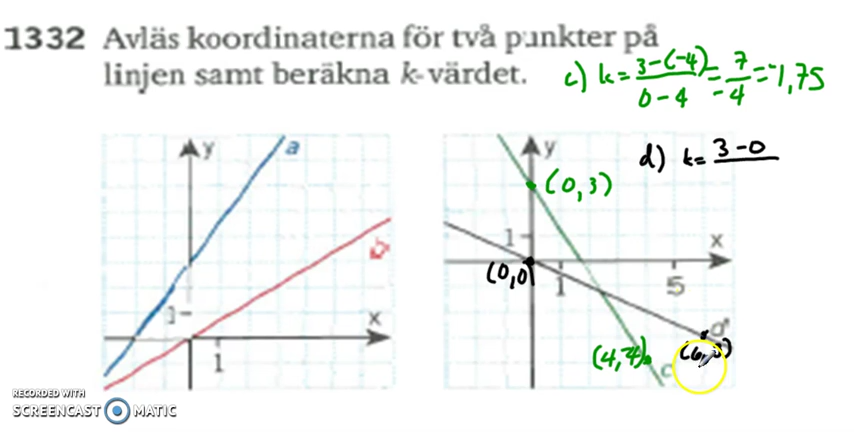 1332 Avläs koordinaterna för två punkter på
linjen samt beräkna k-värdet.
c) k = 3-(-4) / 0-4 = 7 / -4 = -1,75
d) k = 3-0
y
a
b
x
1
1
y
(0,3)
1
x
(0,0)
1
5
d
(4,-4)
c
RECORDED WITH
SCREENCAST MATIC